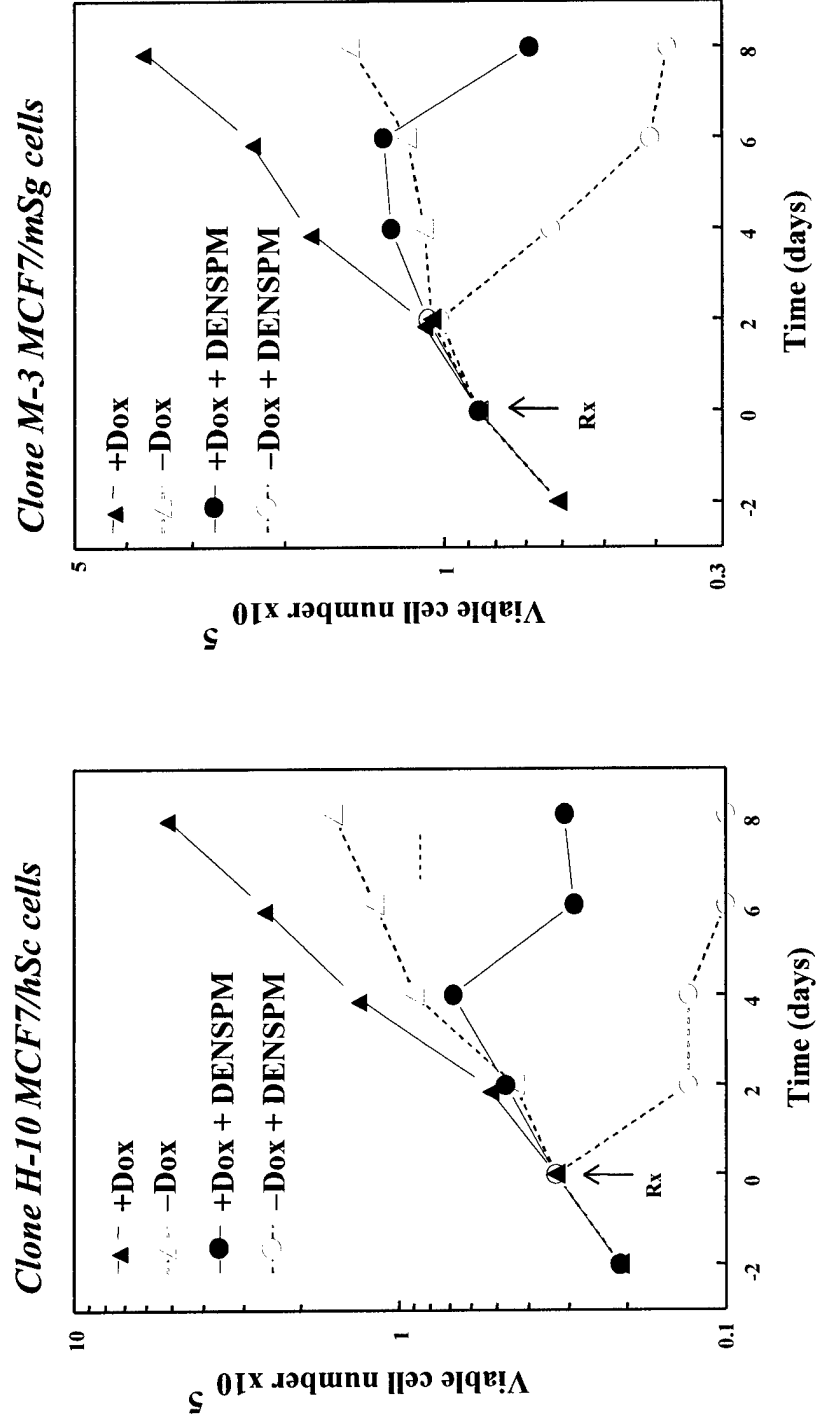 Clone H-10 MCF7/hSc cells
+Dox
−Dox
+Dox + DENSPM
−Dox + DENSPM
10
1
0.1
Viable cell number x10
5
Rx
-2
0
2
4
6
8
Time (days)
Clone M-3 MCF7/mSg cells
+Dox
−Dox
+Dox + DENSPM
−Dox + DENSPM
5
1
0.3
Viable cell number x10
5
Rx
-2
0
2
4
6
8
Time (days)